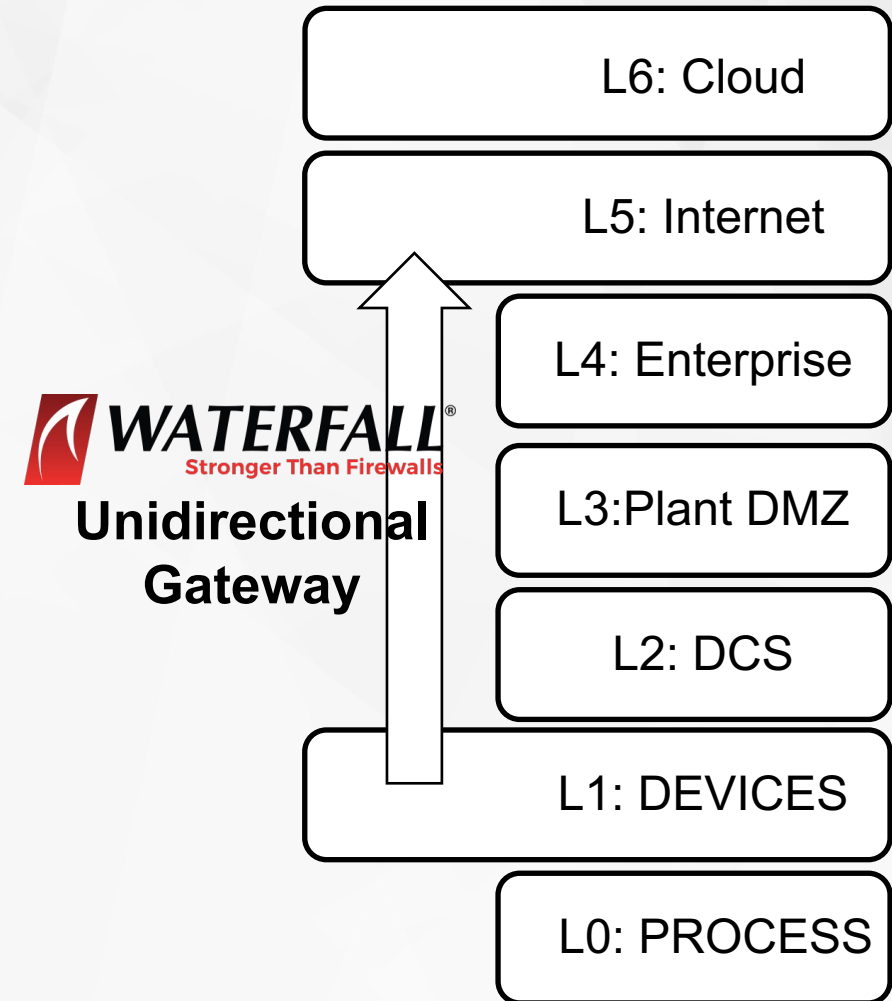 L6: Cloud
L5: Internet
L4: Enterprise
WATERFALL®
Stronger Than Firewalls
Unidirectional
Gateway
L3:Plant DMZ
L2: DCS
L1: DEVICES
L0: PROCESS